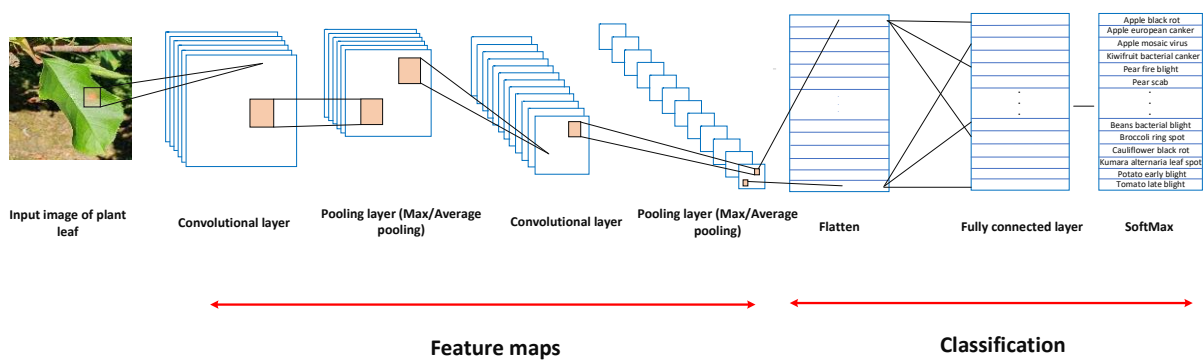 Apple black rot
Apple european canker
Apple mosaic virus
Kiwifruit bacterial canker
Pear fire blight
Pear scab
Beans bacterial blight
Broccoli ring spot
Cauliflower black rot
Kumara alternaria leaf spot
Potato early blight
Tomato late blight
Input image of plant
leaf
Convolutional layer
Pooling layer (Max/Average
pooling)
Convolutional layer
Pooling layer (Max/Average
pooling)
Flatten
Fully connected layer
SoftMax
Feature maps
Classification